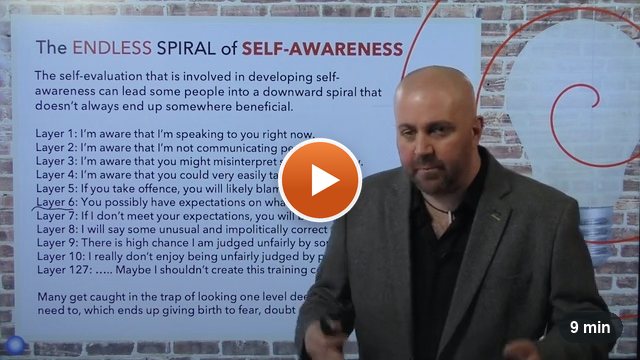 The ENDLESS SPIRAL of SELF-AWARENESS
The self-evaluation that is involved in developing self-
awareness can lead some people into a downward spiral that
doesn't always end up somewhere beneficial.
Layer 1: I'm aware that I'm speaking to you right now.
Layer 2: I'm aware that I'm not communicating
Layer 3: I'm aware that you might misinterpret
Layer 4: I'm aware that you could very easily
Layer 5: If you take offence, you will likely
Layer 6: You possibly have expectations on
Layer 7: If I don't meet your expectations, you will
Layer 8: I will say some unusual and impolitically correct
Layer 9: There is high chance I am judged unfairly by
Layer 10: I really don't enjoy being unfairly judged by
Layer 127: ..... Maybe I shouldn't create this training
Many get caught in the trap of looking one level
need to, which ends up giving birth to fear, doubt
9 min